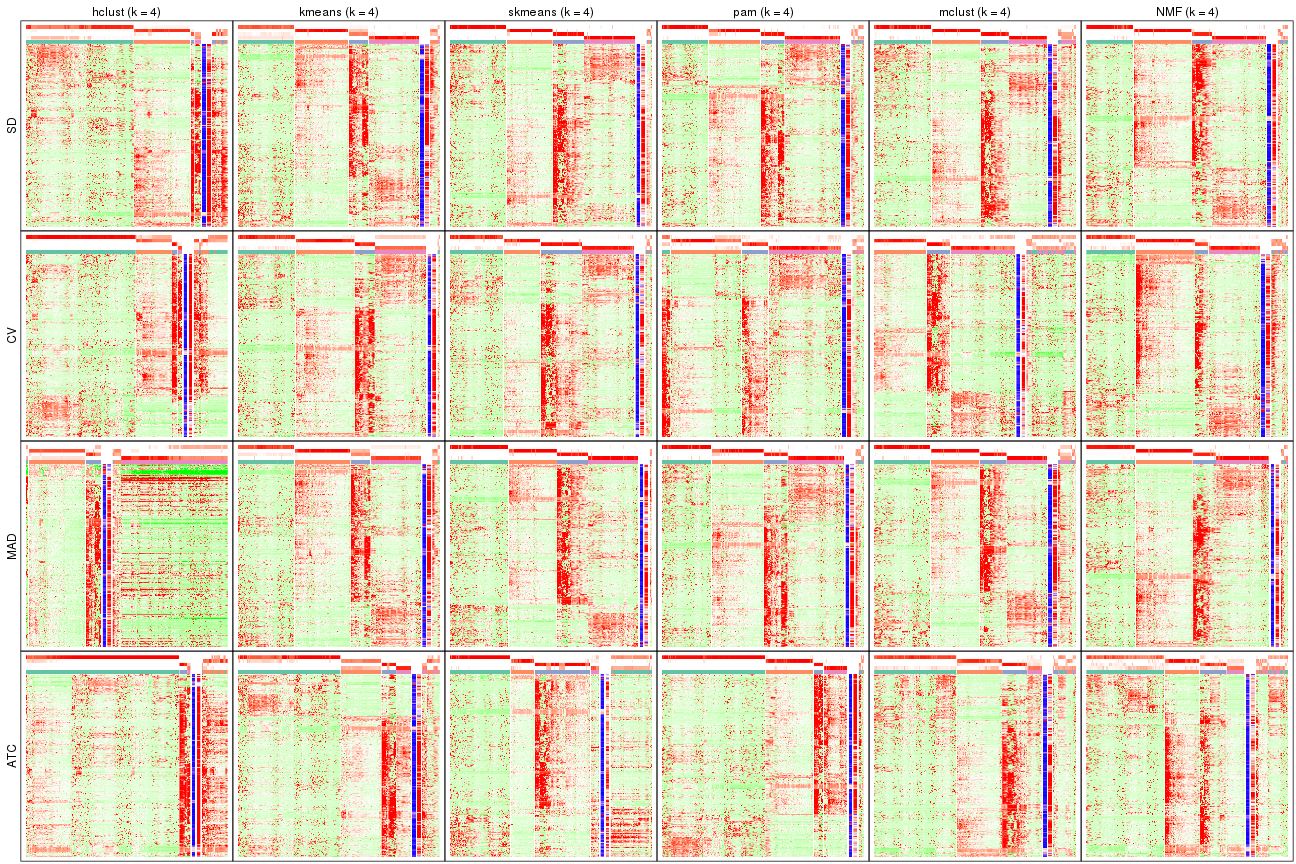 hclust (k = 4) kmeans (k = 4) skmeans (k = 4) pam (k = 4) mclust (k = 4) NMF (k = 4)
SD
CV
MAD
ATC